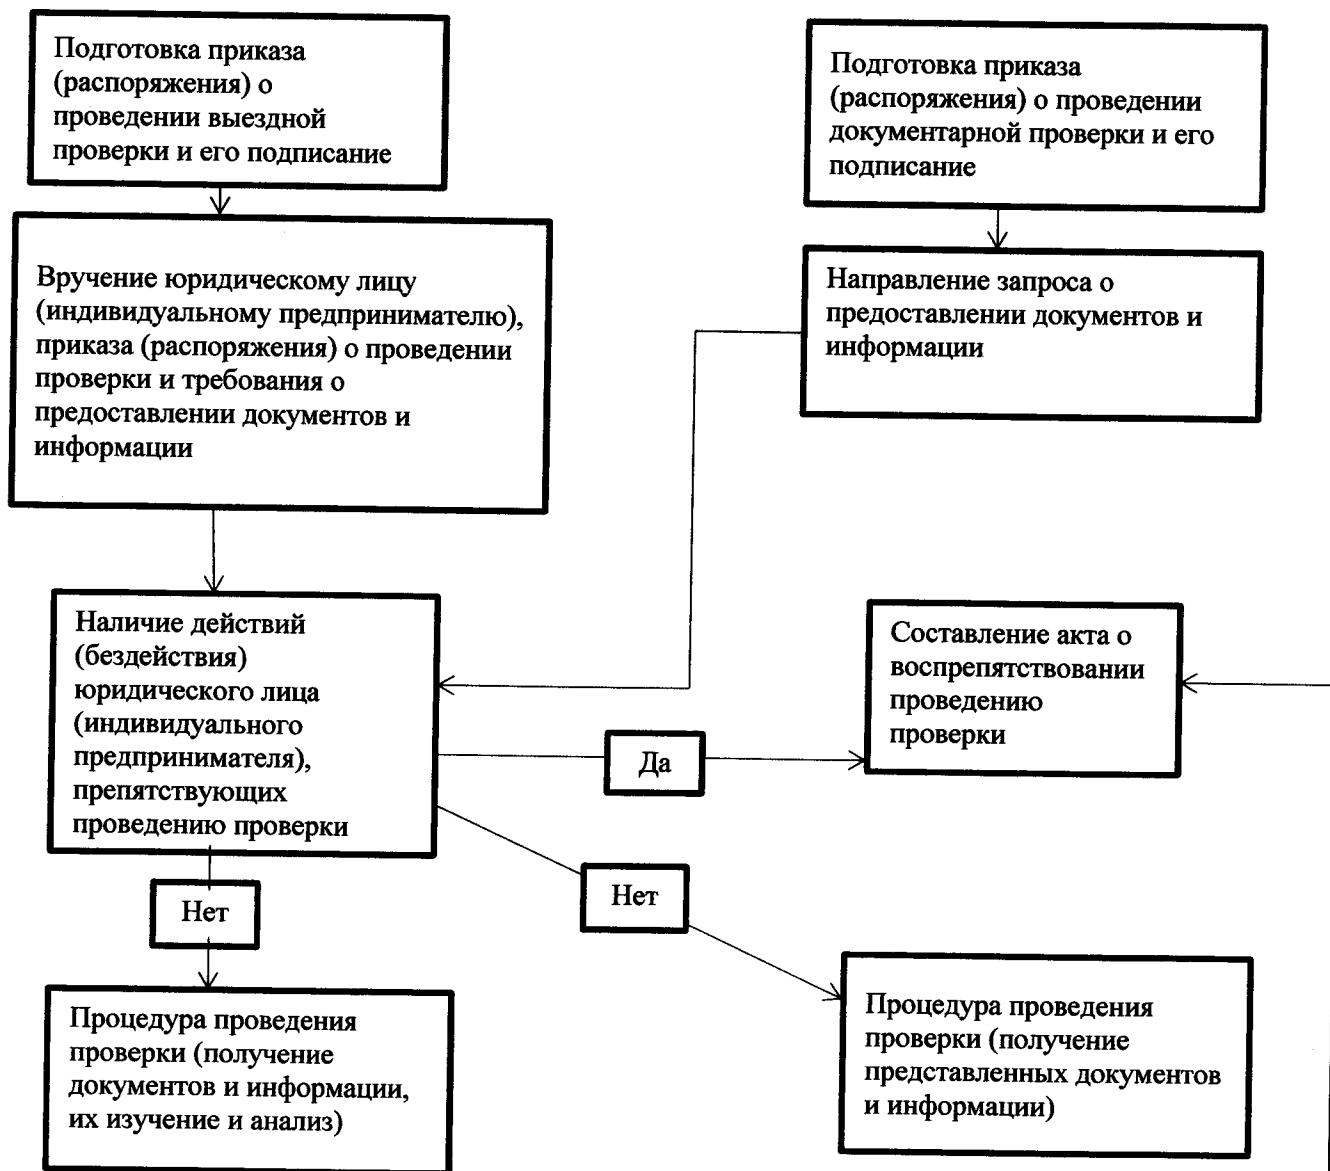 Подготовка приказа
(распоряжения) о
проведении выездной
проверки и его подписание
Подготовка приказа
(распоряжения) о проведении
документарной проверки и его
подписание
Вручение юридическому лицу
(индивидуальному предпринимателю),
приказа (распоряжения) о проведении
проверки и требования о
предоставлении документов и
информации
Направление запроса о
предоставлении документов и
информации
Наличие действий
(бездействия)
юридического лица
(индивидуального
предпринимателя),
препятствующих
проведению проверки
Составление акта о
воспрепятствовании
проведению
проверки
Да
Нет
Нет
Процедура проведения
проверки (получение
документов и информации,
их изучение и анализ)
Процедура проведения
проверки (получение
представленных документов
и информации)